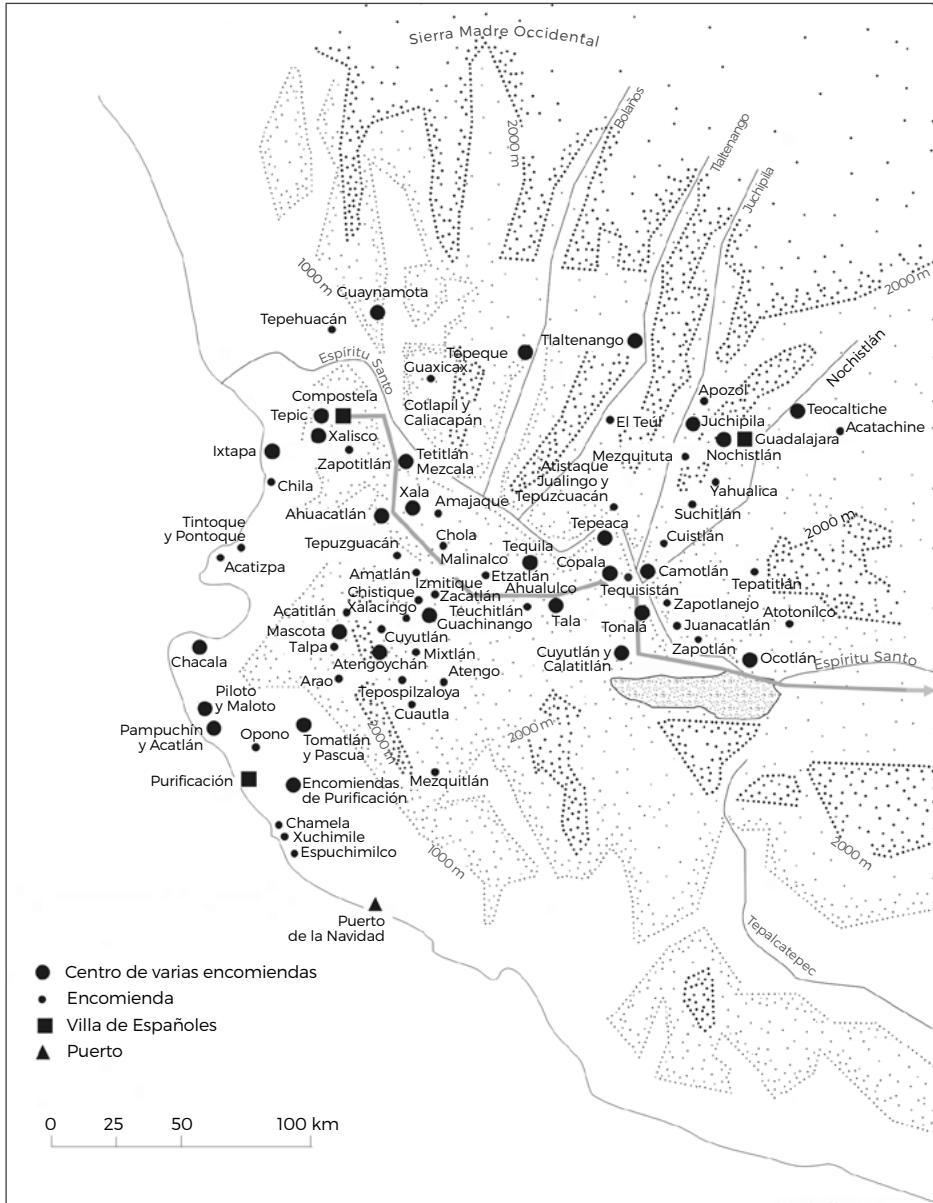 Sierra Madre Occidental
Bolaños
Tlaltenango
Juchipila
2000 m
1000 m
2000 m
Guaynamota
Tepehuacán
Espíritu Santo
Tepeque
Guaxicax
Tlaltenango
Nochistlán
Compostela
Tepic
Cotlapil y
Caliacapán
Apozol
Teocaltiche
El Teúl
Juchipila
Acatachine
Xalisco
Guadalajara
Nochistlán
Ixtapa
Zapotitlán
Tetitlán
Mezcala
Mezquituta
Atistaque
Jualingo y
Tepuzcuacán
Chila
Yahualica
Xala
Amajaque
Suchitlán
Ahuacatlán
Tepeaca
2000 m
Tintoque
y Pontoque
Chola
Cuistlán
Tepuzguacán
Malinalco
Tequila
Copala
Acatizpa
Camotlán
Amatlán
Etzatlán
Tepatitlán
Izmitique
Ahualulco
Tequisistán
Chistique
Zacatlán
Xalacingo
Teuchitlán
Zapotlanejo
Acatitlán
Atotonilco
Guachinango
Tala
Tonalá
Juanacatlán
Mascota
Cuyutlán
Zapotlán
Talpa
Chacala
Atengoychán
Mixtlán
Cuyutlán y
Calatitlán
Ocotlán
Espíritu Santo
Arao
Atengo
Tepospilzaloya
Piloto
y Maloto
Cuautla
Pampuchín
y Acatlán
Opono
Tomatlán
y Pascua
2000 m
2000 m
Purificación
Encomiendas
de Purificación
Mezquitlán
Chamela
Xuchimile
Espuchimilco
1000 m
2000 m
Puerto
de la Navidad
Tepalcatepec
Centro de varias encomiendas
Encomienda
Villa de Españoles
Puerto
0 25 50 100 km